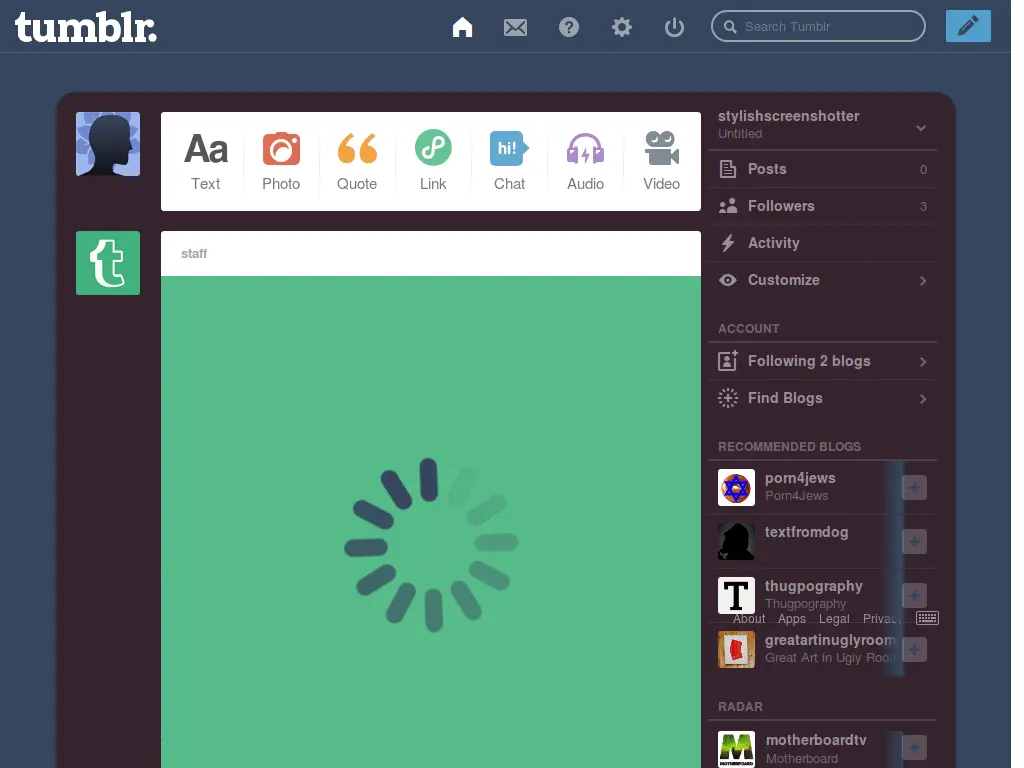 tumblr.
Search Tumblr
Aa
Text
Photo
Quote
Link
hi!
Chat
Audio
Video
staff
stylishscreenshotter
Untitled
Posts 0
Followers 3
Activity
Customize
ACCOUNT
Following 2 blogs
Find Blogs
RECOMMENDED BLOGS
porn4jews
Porn4Jews
textfromdog
thugpography
Thugpography
About Apps Legal Privac
greatartinuglyroom
Great Art in Ugly Room
RADAR
motherboardtv
Motherboard
MOTHERBOARD